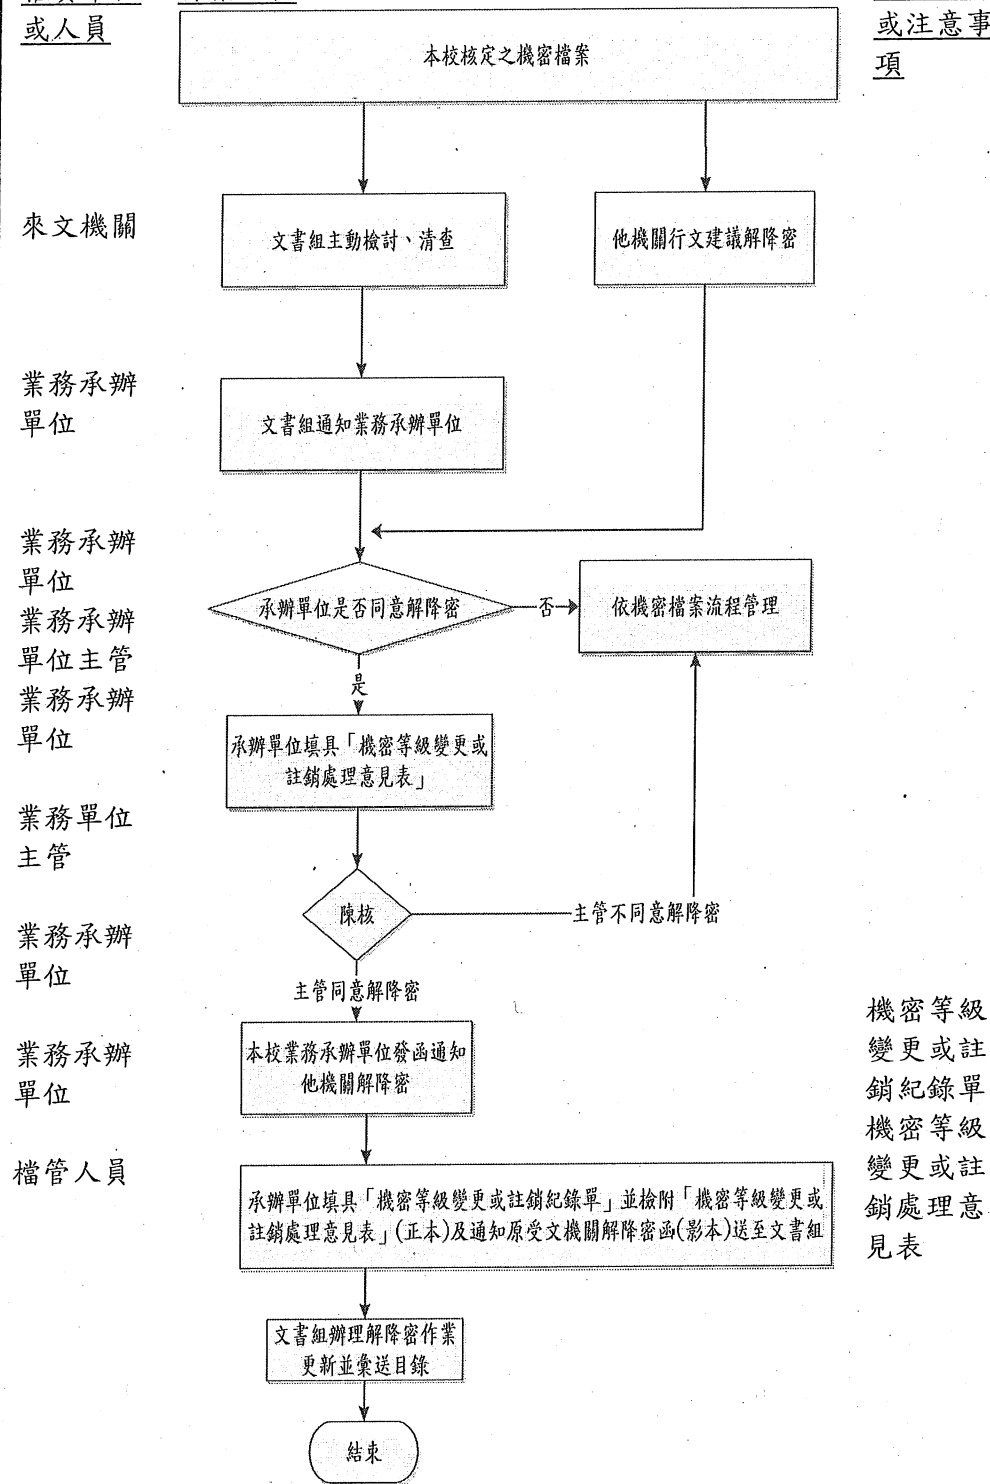 或人員
或注意事
項
本校核定之機密檔案
來文機關
文書組主動檢討、清查
他機關行文建議解降密
業務承辦
單位
文書組通知業務承辦單位
業務承辦
單位
業務承辦
單位主管
業務承辦
單位
承辦單位是否同意解降密
否
依機密檔案流程管理
是
承辦單位填具「機密等級變更或
註銷處理意見表」
業務單位
主管
陳核
主管不同意解降密
業務承辦
單位
主管同意解降密
業務承辦
單位
本校業務承辦單位發函通知
他機關解降密
機密等級
變更或註
銷紀錄單
機密等級
變更或註
銷處理意
見表
檔管人員
承辦單位填具「機密等級變更或註銷紀錄單」並檢附「機密等級變更或
註銷處理意見表」(正本)及通知原受文機關解降密函(影本)送至文書組
文書組辦理解降密作業
更新並彙送目錄
結束